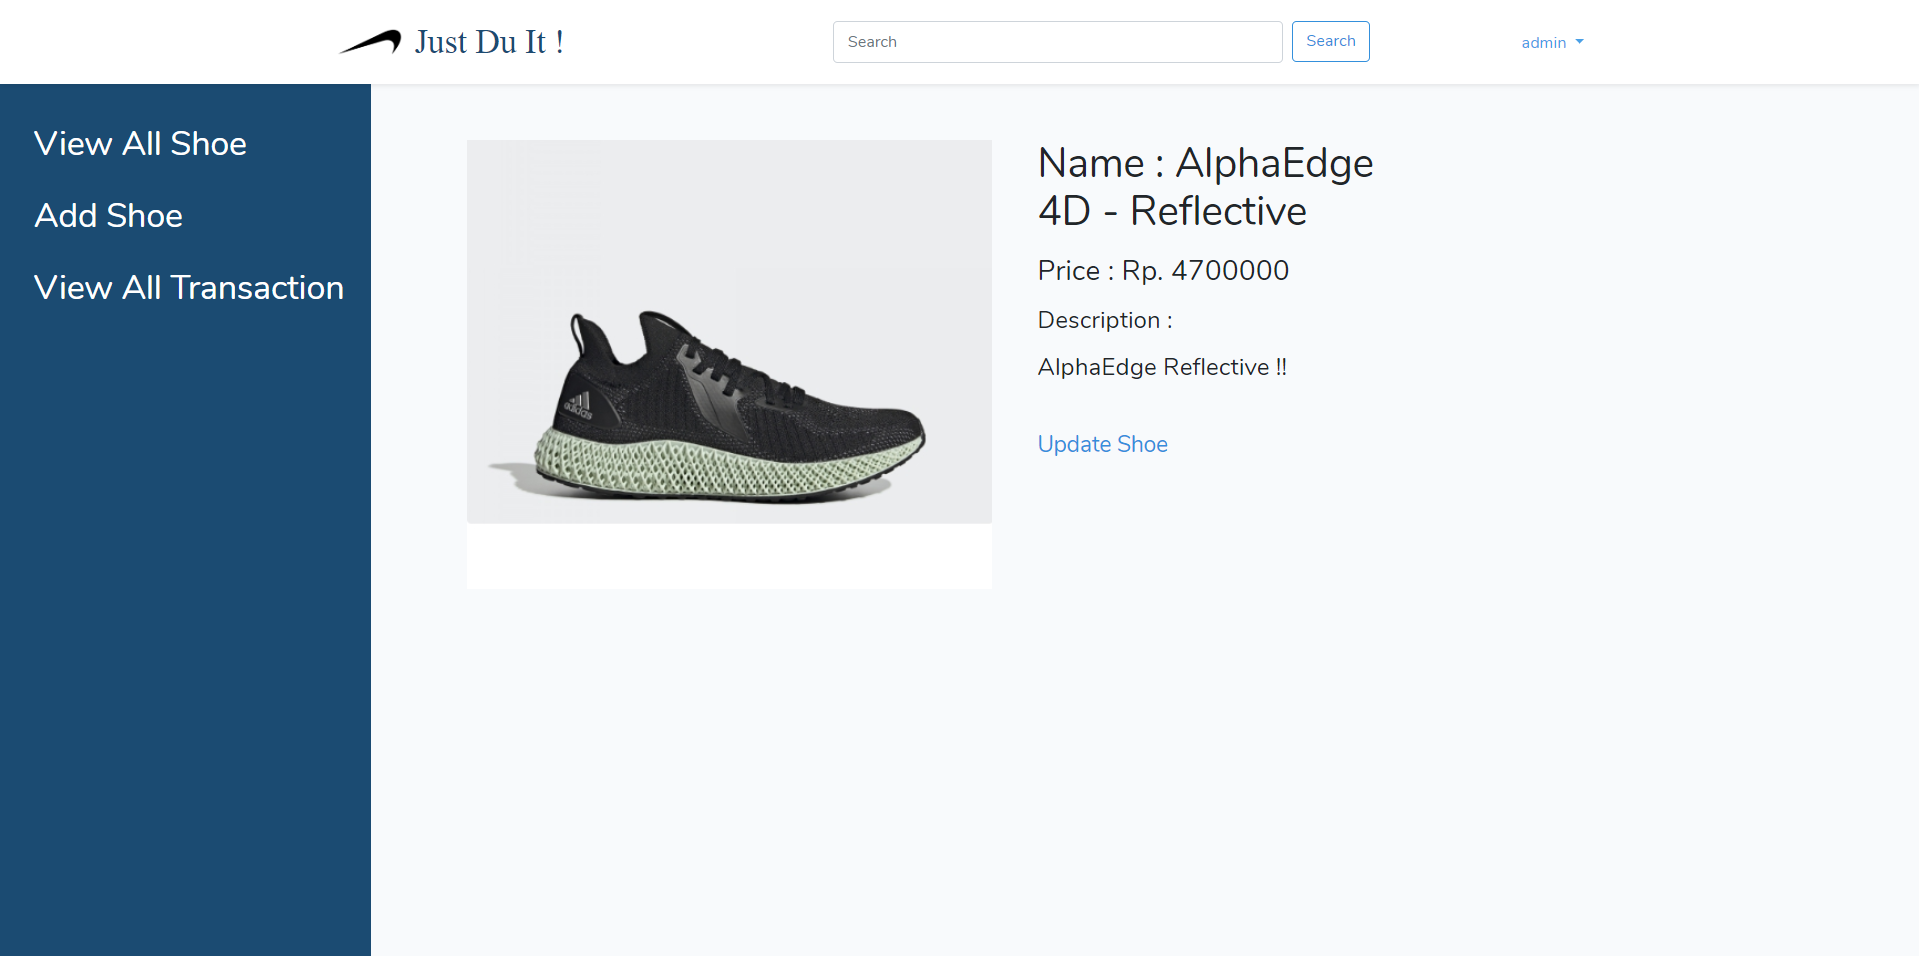 Just Du It !
Search
Search
admin
View All Shoe
Add Shoe
View All Transaction
adidas
Name : AlphaEdge
4D - Reflective
Price : Rp. 4700000
Description :
AlphaEdge Reflective !!
Update Shoe